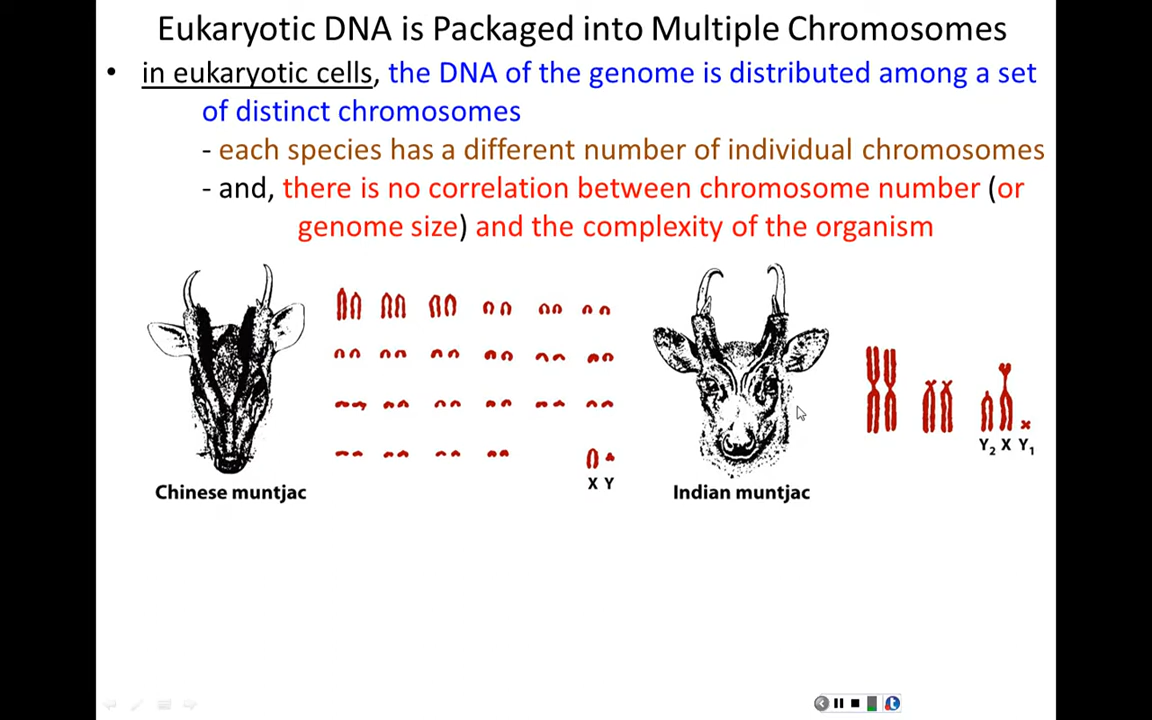 Eukaryotic DNA is Packaged into Multiple Chromosomes
• in eukaryotic cells, the DNA of the genome is distributed among a set
of distinct chromosomes
- each species has a different number of individual chromosomes
- and, there is no correlation between chromosome number (or
genome size) and the complexity of the organism
Y2 X Y1
X Y
Chinese muntjac
Indian muntjac